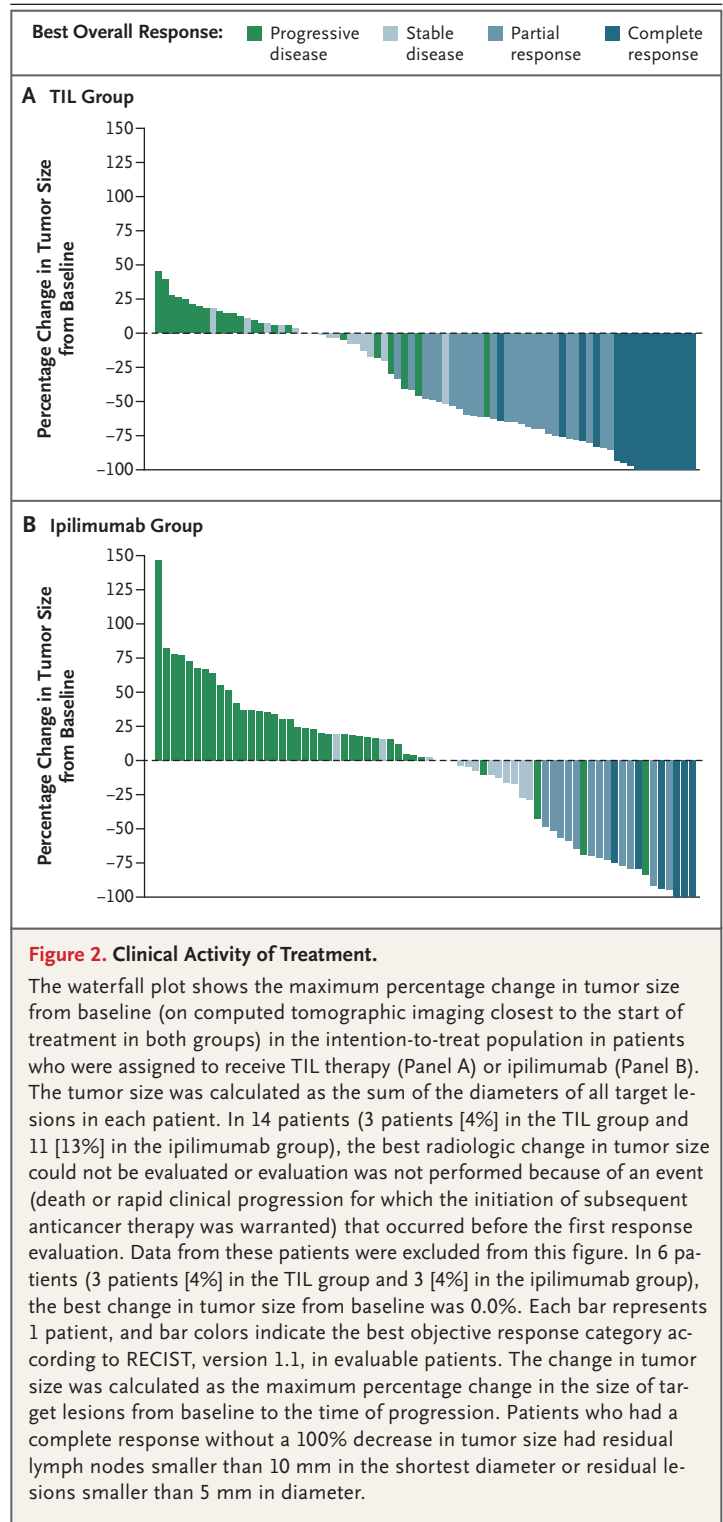 Best Overall Response: Progressive disease Stable disease Partial response Complete response
A TIL Group
Percentage Change in Tumor Size from Baseline
150
125
100
75
50
25
0
−25
−50
−75
−100
B Ipilimumab Group
Percentage Change in Tumor Size from Baseline
150
125
100
75
50
25
0
−25
−50
−75
−100
Figure 2. Clinical Activity of Treatment.
The waterfall plot shows the maximum percentage change in tumor size
from baseline (on computed tomographic imaging closest to the start of
treatment in both groups) in the intention-to-treat population in patients
who were assigned to receive TIL therapy (Panel A) or ipilimumab (Panel B).
The tumor size was calculated as the sum of the diameters of all target le-
sions in each patient. In 14 patients (3 patients [4%] in the TIL group and
11 [13%] in the ipilimumab group), the best radiologic change in tumor size
could not be evaluated or evaluation was not performed because of an event
(death or rapid clinical progression for which the initiation of subsequent
anticancer therapy was warranted) that occurred before the first response
evaluation. Data from these patients were excluded from this figure. In 6 pa-
tients (3 patients [4%] in the TIL group and 3 [4%] in the ipilimumab group),
the best change in tumor size from baseline was 0.0%. Each bar represents
1 patient, and bar colors indicate the best objective response category ac-
cording to RECIST, version 1.1, in evaluable patients. The change in tumor
size was calculated as the maximum percentage change in the size of tar-
get lesions from baseline to the time of progression. Patients who had a
complete response without a 100% decrease in tumor size had residual
lymph nodes smaller than 10 mm in the shortest diameter or residual le-
sions smaller than 5 mm in diameter.